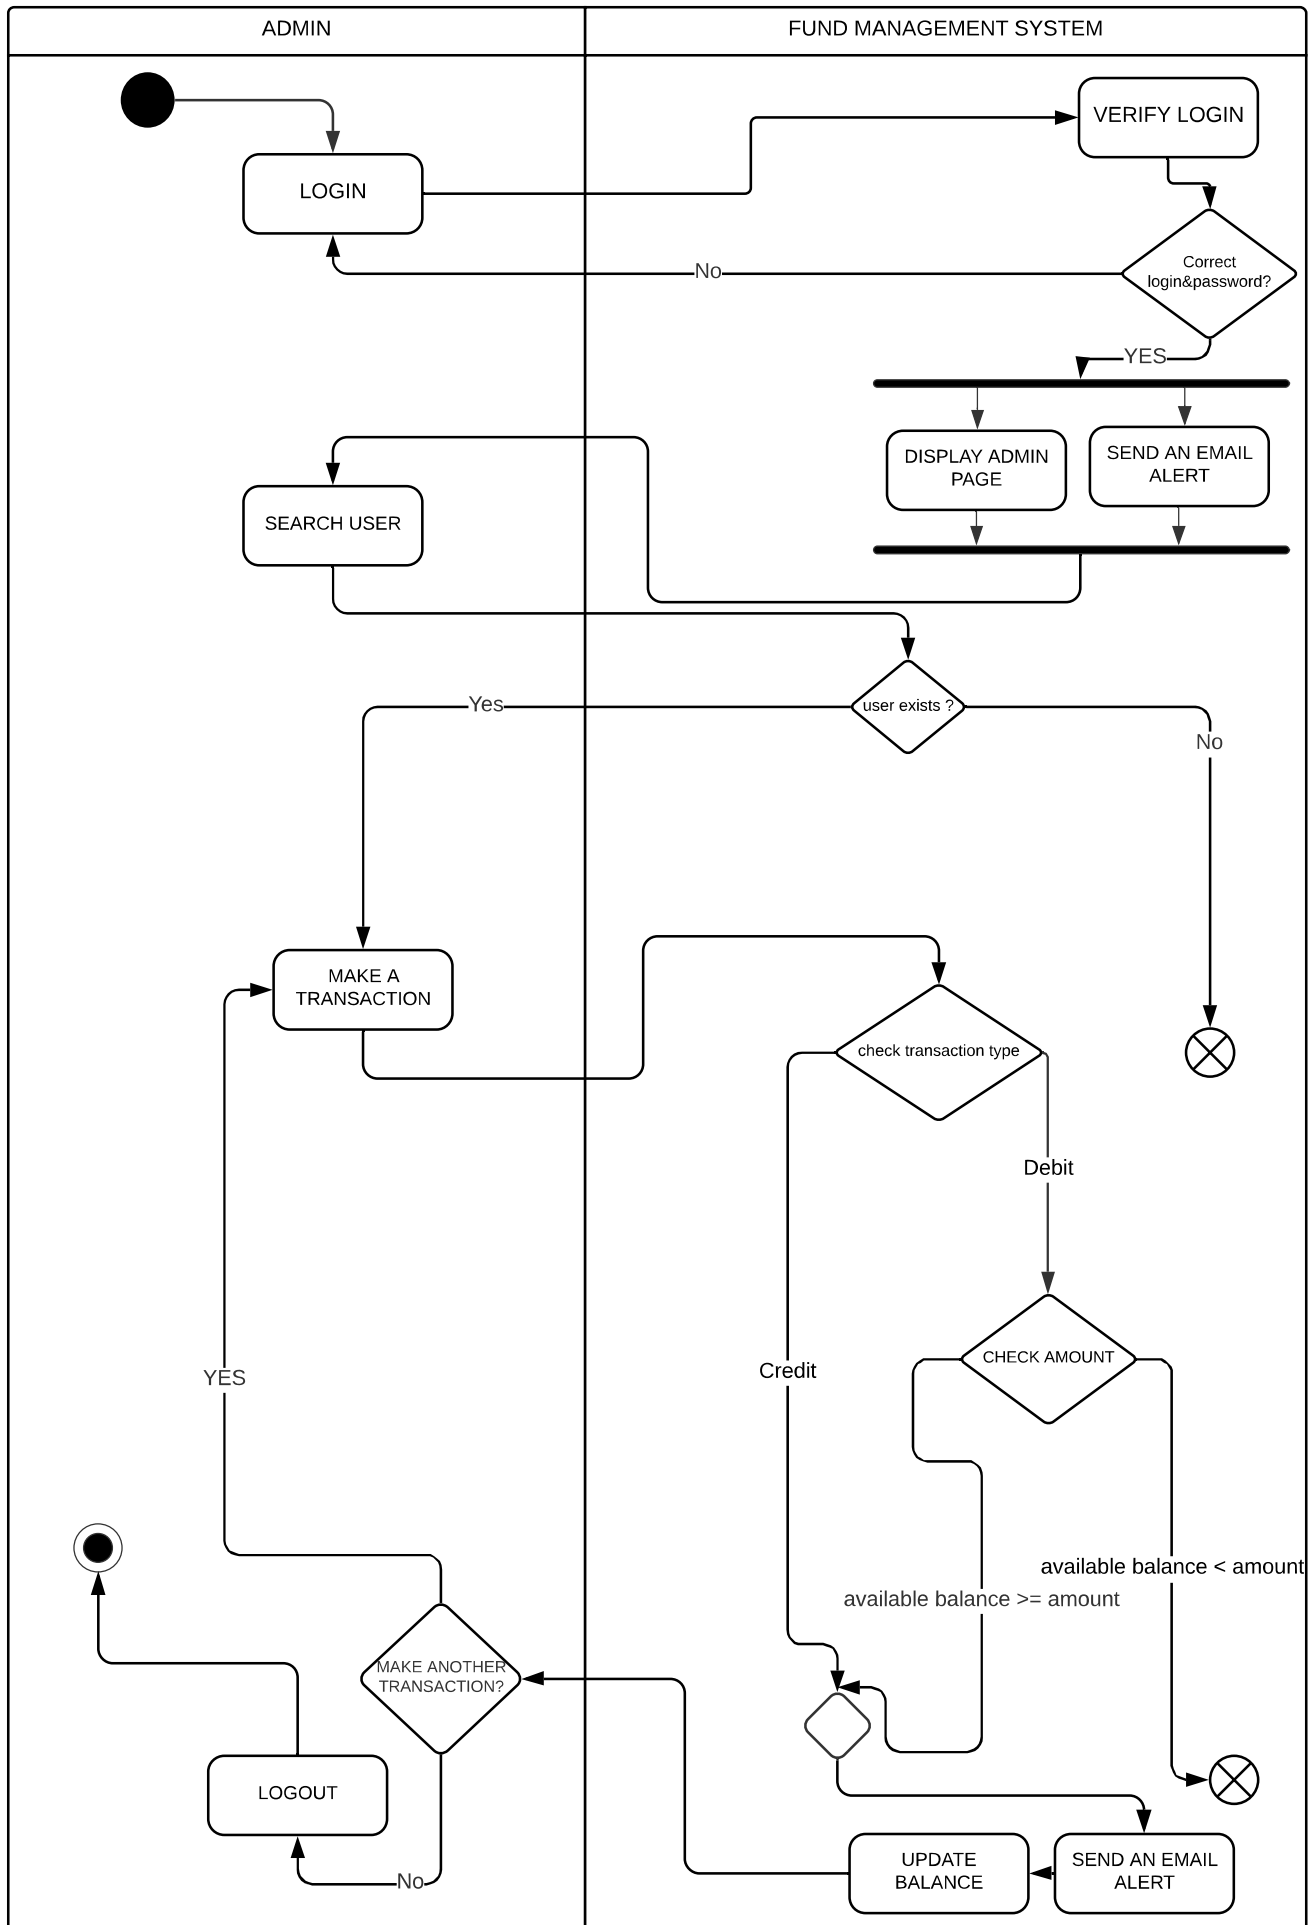 ADMIN
FUND MANAGEMENT SYSTEM
VERIFY LOGIN
LOGIN
Correct
login&password?
No
YES
DISPLAY ADMIN
PAGE
SEND AN EMAIL
ALERT
SEARCH USER
user exists ?
Yes
No
MAKE A
TRANSACTION
check transaction type
Debit
CHECK AMOUNT
Credit
YES
available balance < amount
available balance >= amount
MAKE ANOTHER
TRANSACTION?
LOGOUT
No
UPDATE
BALANCE
SEND AN EMAIL
ALERT